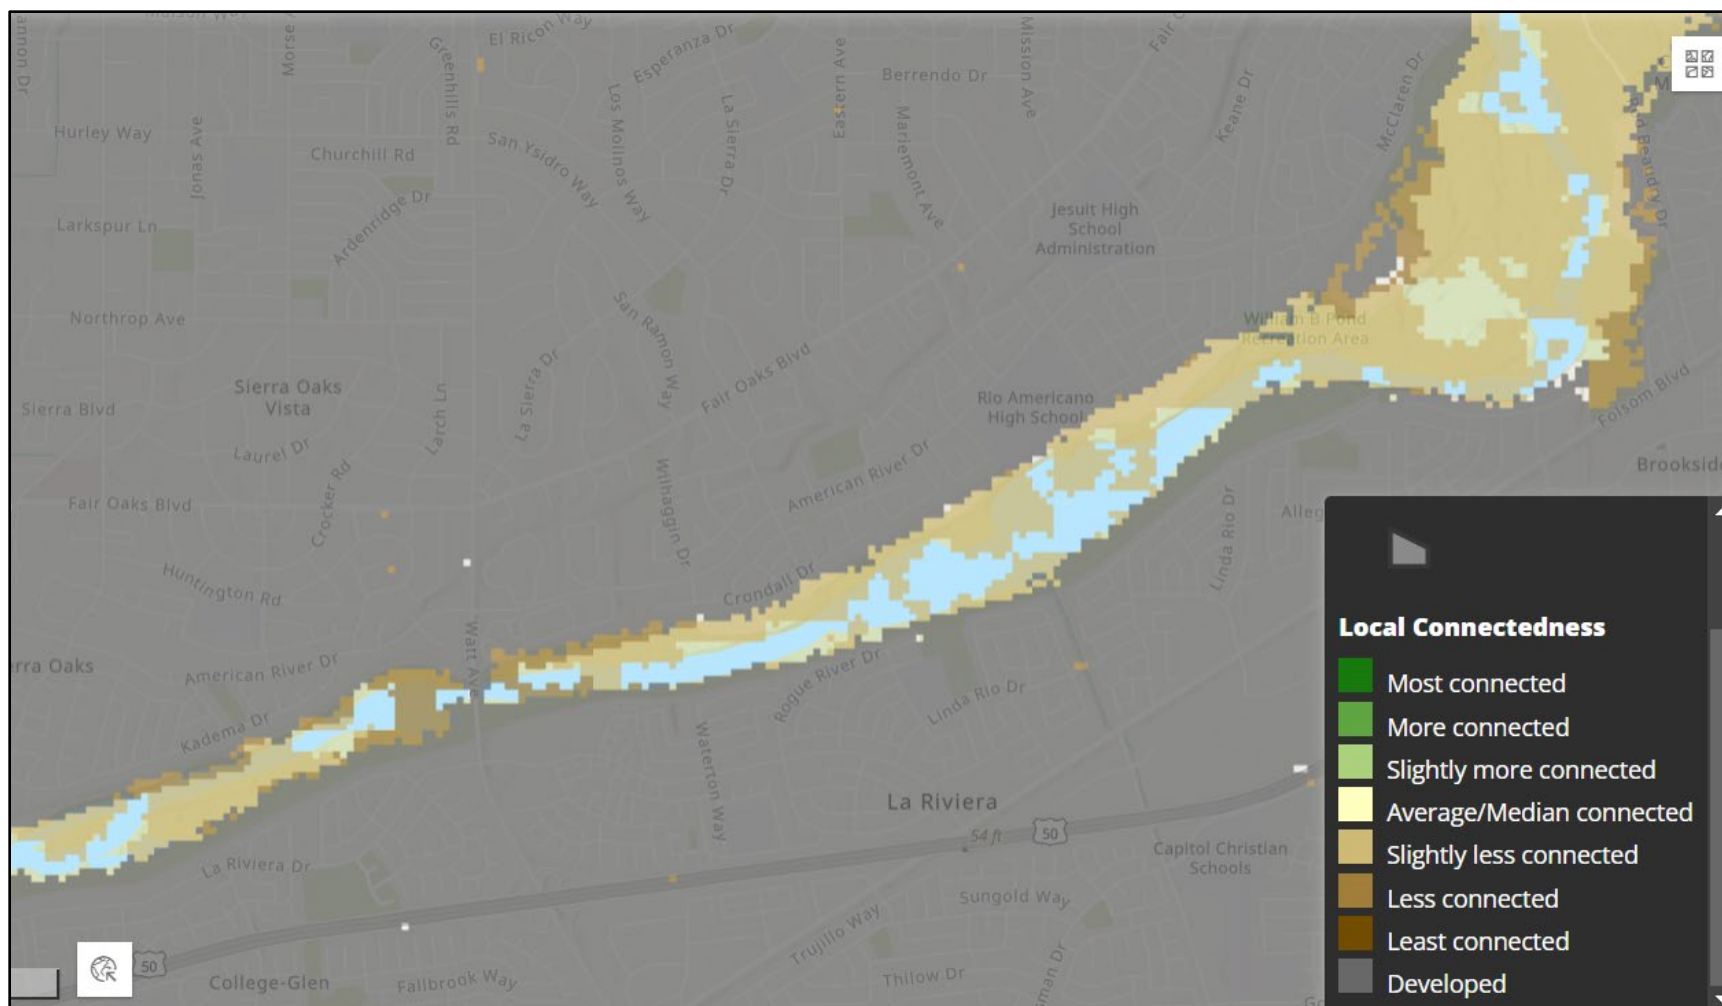 El Ricon Way
Esperanza Dr
Berrendo Dr
Morse
Greenhills Rd
Eastern Ave
Mission Ave
Keane Dr
McClaren Dr
Hurley Way
Jonas Ave
Churchill Rd
San Ysidro Way
Los Molinos Way
La Sierra Dr
Mariemont Ave
Larkspur Ln
Ardenridge Dr
Jesuit High
School
Administration
Northrop Ave
San Ramon Way
William B Pond
Recreation Area
Sierra Oaks
Vista
Sierra Blvd
Larch Ln
La Sierra Dr
Fair Oaks Blvd
Rio Americano
High School
Folsom Blvd
Laurel Dr
Crocker Rd
Wilhaggin Dr
American River Dr
Linda Rio Dr
Fair Oaks Blvd
Huntington Rd
Crondall Dr
Watt Ave
American River Dr
Rogue River Dr
Linda Rio Dr
Kadema Dr
Waterton Way
La Riviera
54 ft
50
La Riviera Dr
Capitol Christian
Schools
Sungold Way
Trujillo Way
Thilow Dr
50
College-Glen
Fallbrook Way
Local Connectedness
Most connected
More connected
Slightly more connected
Average/Median connected
Slightly less connected
Less connected
Least connected
Developed